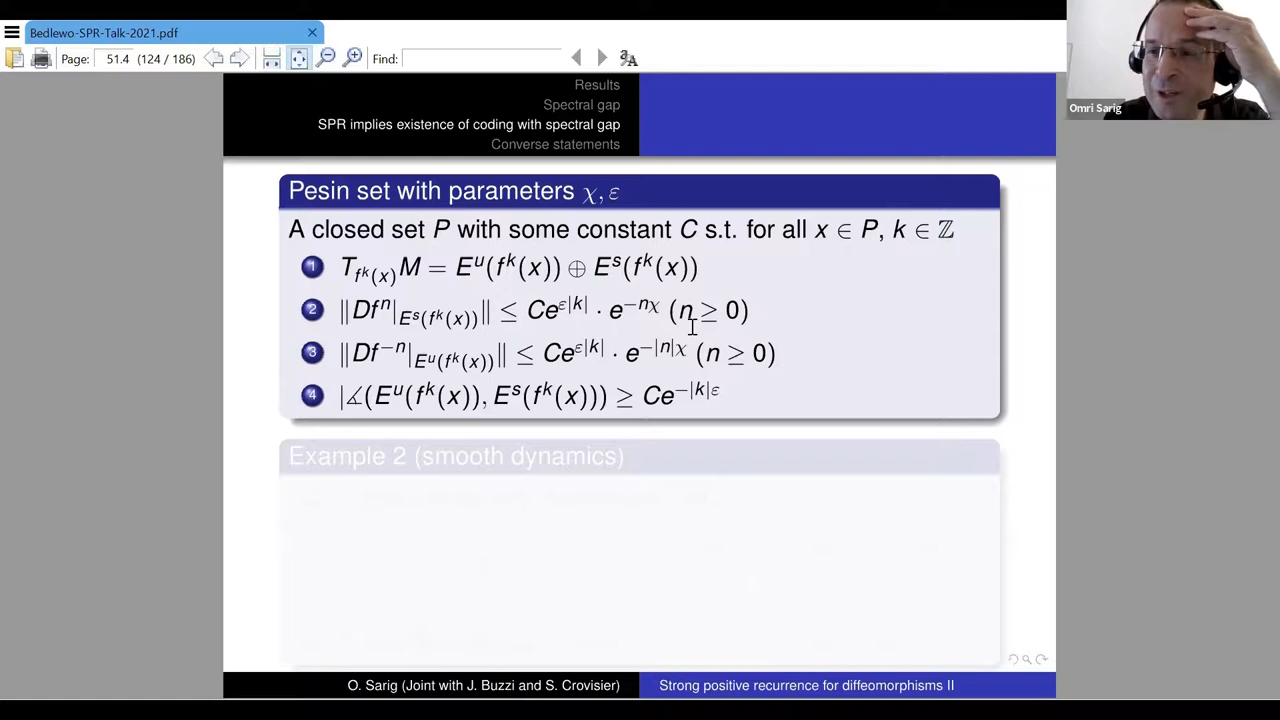 Bedlewo-SPR-Talk-2021.pdf
Page: 51.4 (124 / 186) Find:
Omri Sarig
Results
Spectral gap
SPR implies existence of coding with spectral gap
Converse statements
Pesin set with parameters χ, ε
A closed set P with some constant C s.t. for all x ∈ P, k ∈ ℤ
1 T_{f^k(x)}M = E^u(f^k(x)) ⊕ E^s(f^k(x))
2 ‖Df^n|_{E^s(f^k(x))}‖ ≤ Ce^{ε|k|} · e^{−nχ} (n ≥ 0)
3 ‖Df^{−n}|_{E^u(f^k(x))}‖ ≤ Ce^{ε|k|} · e^{−|n|χ} (n ≥ 0)
4 |∡(E^u(f^k(x)), E^s(f^k(x))) ≥ Ce^{−|k|ε}
Example 2 (smooth dynamics)
O. Sarig (Joint with J. Buzzi and S. Crovisier) Strong positive recurrence for diffeomorphisms II